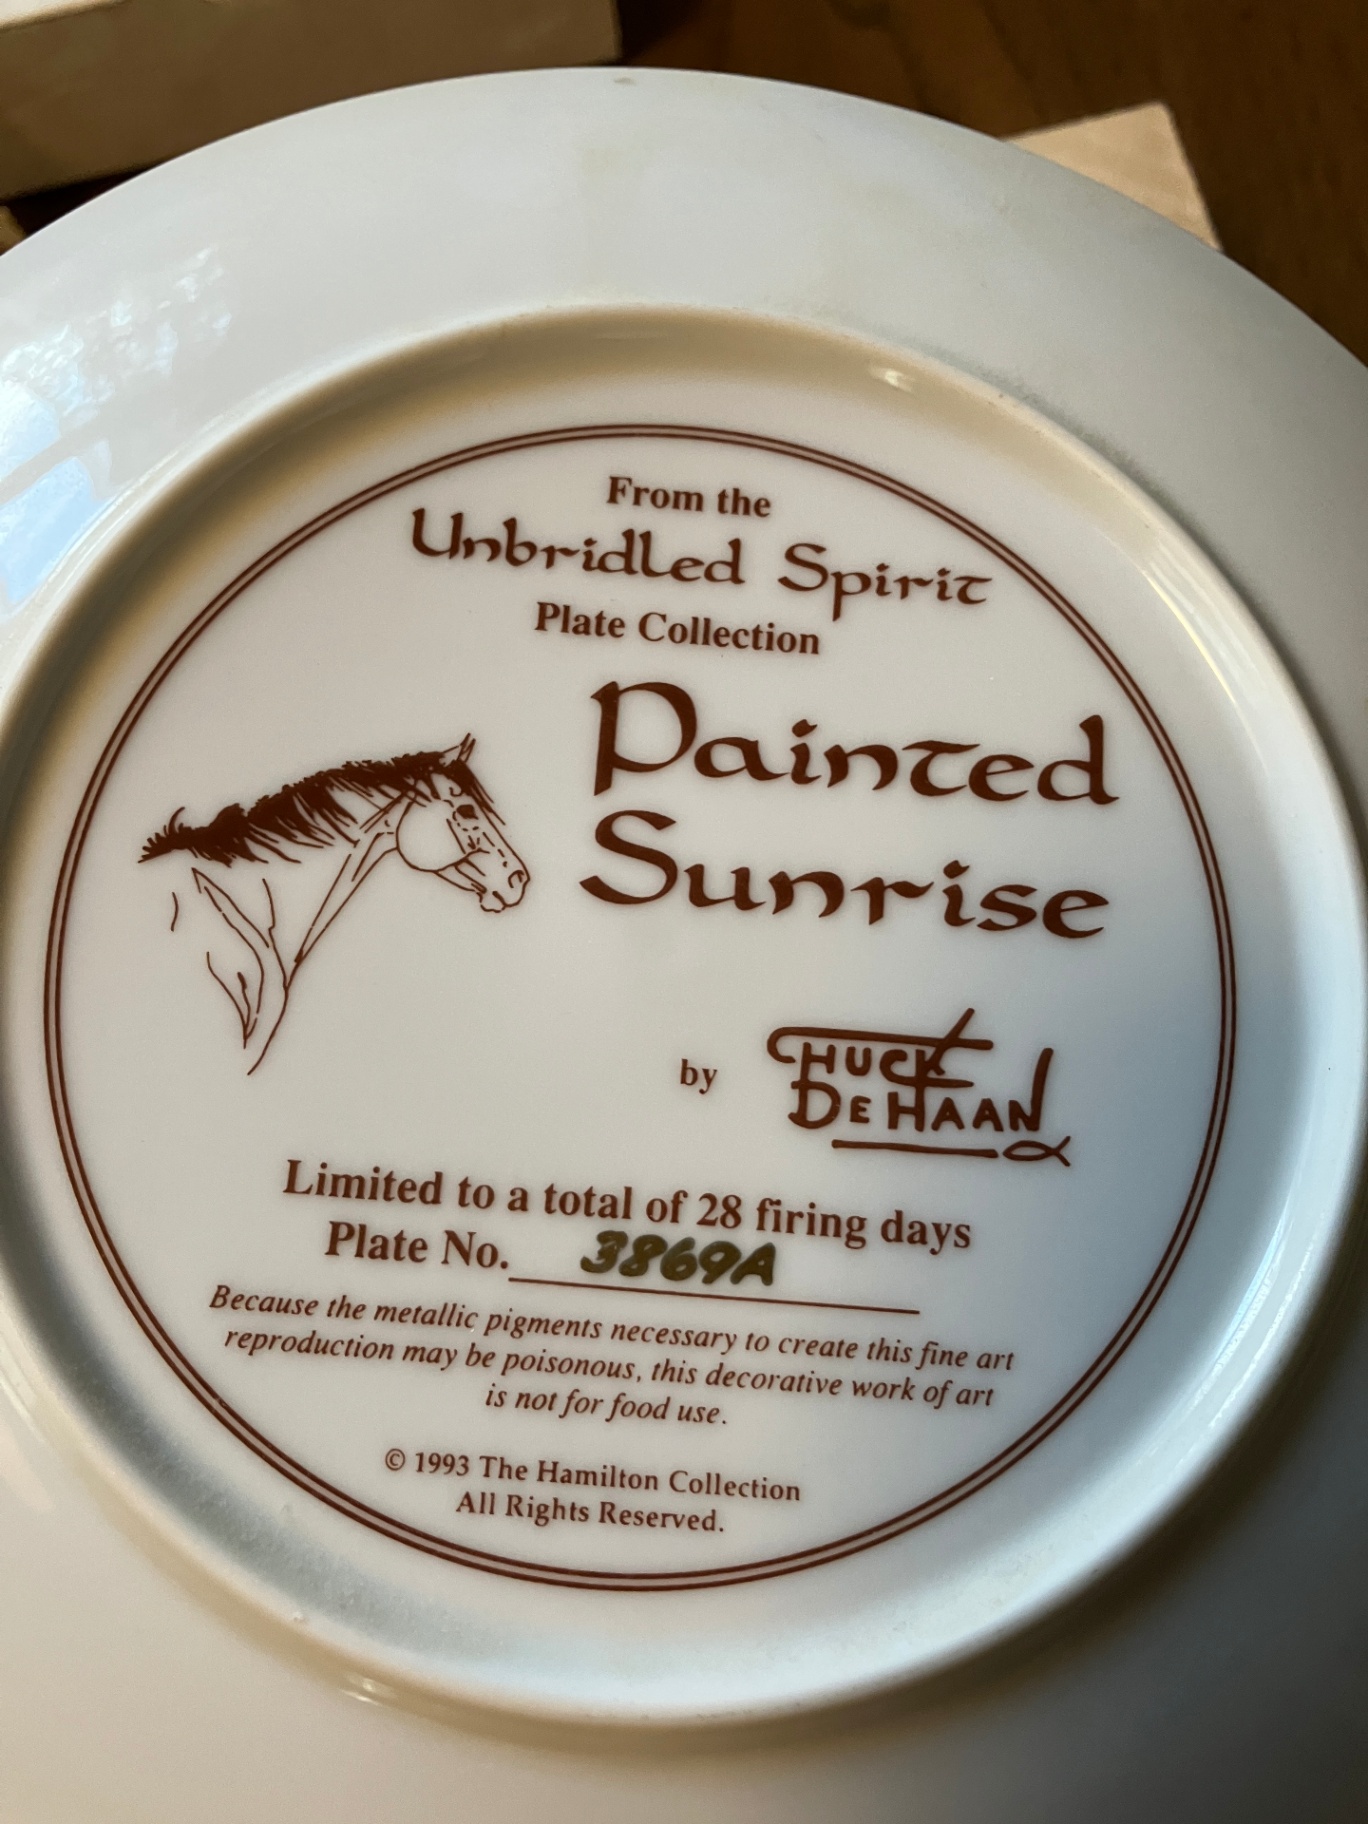 From the
Unbridled Spirit
Plate Collection
Painted
Sunrise
by CHUCK
DEHAAN
Limited to a total of 28 firing days
Plate No. 3869A
Because the metallic pigments necessary to create this fine art
reproduction may be poisonous, this decorative work of art
is not for food use.
© 1993 The Hamilton Collection
All Rights Reserved.